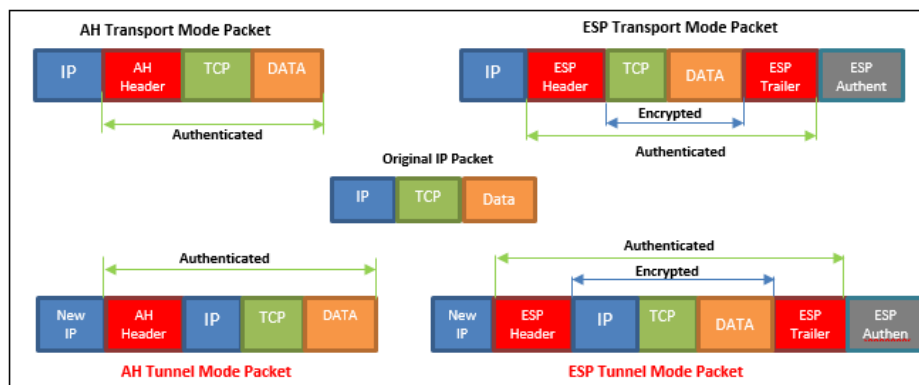 AH Transport Mode Packet
IP
AH
Header
TCP
DATA
Authenticated
ESP Transport Mode Packet
IP
ESP
Header
TCP
DATA
ESP
Trailer
ESP
Authent
Encrypted
Authenticated
Original IP Packet
IP
TCP
Data
Authenticated
New
IP
AH
Header
IP
TCP
DATA
AH Tunnel Mode Packet
Authenticated
Encrypted
New
IP
ESP
Header
IP
TCP
DATA
ESP
Trailer
ESP
Authen
ESP Tunnel Mode Packet